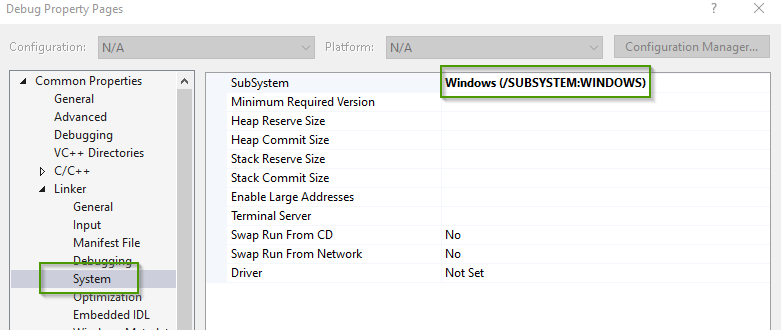 Debug Property Pages ? ×
Configuration: N/A Platform: N/A Configuration Manager...
Common Properties
General
Advanced
Debugging
VC++ Directories
C/C++
Linker
General
Input
Manifest File
Debugging
System
Optimization
Embedded IDL
SubSystem Windows (/SUBSYSTEM:WINDOWS)
Minimum Required Version
Heap Reserve Size
Heap Commit Size
Stack Reserve Size
Stack Commit Size
Enable Large Addresses
Terminal Server
Swap Run From CD No
Swap Run From Network No
Driver Not Set